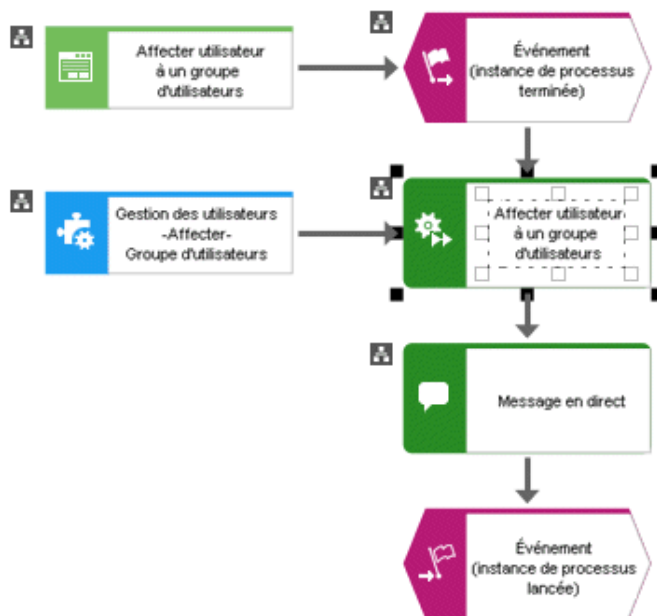 Affecter utilisateur
à un groupe
d'utilisateurs
Événement
(instance de processus
terminée)
Gestion des utilisateurs
-Affecter-
Groupe d'utilisateurs
Affecter utilisateur
à un groupe
d'utilisateurs
Message en direct
Événement
(instance de processus
lancée)